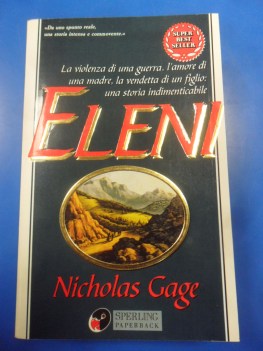 «Da uno spunto reale,
una storia intensa e commovente.»
SUPER
BEST
SELLER
La violenza di una guerra, l'amore di
una madre, la vendetta di un figlio:
una storia indimenticabile
ELENI
Nicholas Gage
SPERLING
PAPERBACK